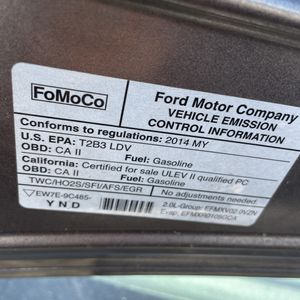 FoMoCo
Ford Motor Company
VEHICLE EMISSION
CONTROL INFORMATION
Conforms to regulations: 2014 MY
U.S. EPA: T2B3 LDV
OBD: CA II Fuel: Gasoline
California: Certified for sale ULEV II qualified PC
OBD: CA II Fuel: Gasoline
TWC/HO2S/SFI/AFS/EGR No adjustments needed.
EW7E-9C485- 2.0L-Group: EFMXV02.0VZN
YND Evap: